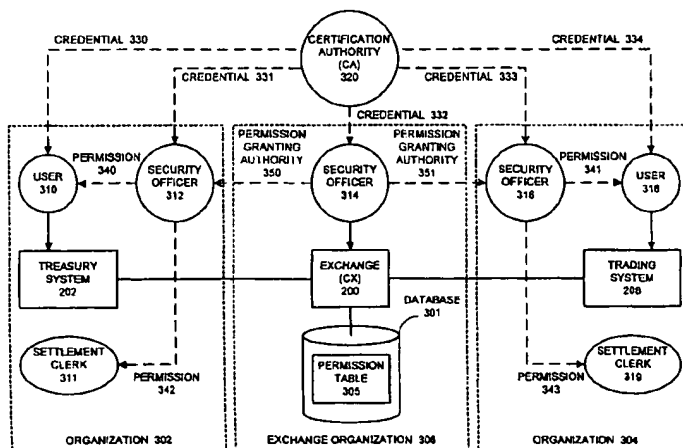 CREDENTIAL 330
CERTIFICATION
AUTHORITY
(CA)
320
CREDENTIAL 334
CREDENTIAL 331
CREDENTIAL 333
CREDENTIAL 332
PERMISSION
GRANTING
AUTHORITY
350
PERMISSION
GRANTING
AUTHORITY
351
USER
310
PERMISSION
340
SECURITY
OFFICER
312
SECURITY
OFFICER
314
SECURITY
OFFICER
316
PERMISSION
341
USER
318
TREASURY
SYSTEM
202
EXCHANGE
(CX)
200
TRADING
SYSTEM
208
DATABASE
301
SETTLEMENT
CLERK
311
PERMISSION
342
PERMISSION
TABLE
305
PERMISSION
343
SETTLEMENT
CLERK
319
ORGANIZATION 302
EXCHANGE ORGANIZATION 306
ORGANIZATION 304